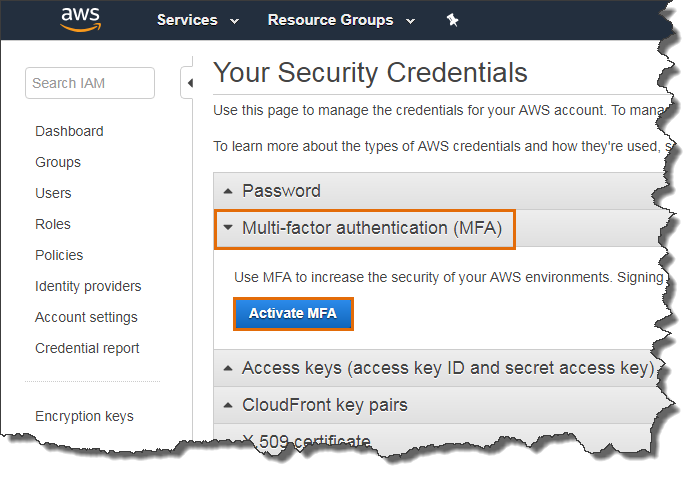 aws
Services
Resource Groups
Search IAM
Dashboard
Groups
Users
Roles
Policies
Identity providers
Account settings
Credential report
Encryption keys
Your Security Credentials
Use this page to manage the credentials for your AWS account. To
To learn more about the types of AWS credentials and how they're used,
Password
Multi-factor authentication (MFA)
Use MFA to increase the security of your AWS environments. Signing
Activate MFA
Access keys (access key ID and secret access key)
CloudFront key pairs
X.509 certificate